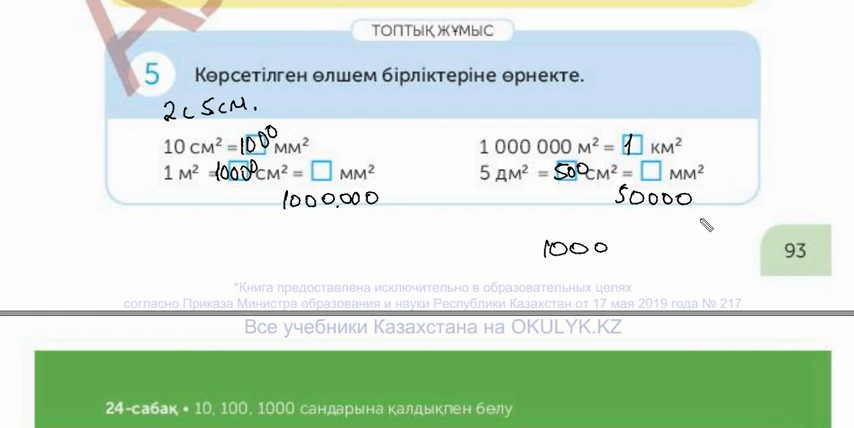 ТОПТЫҚ ЖҰМЫС
5 Көрсетілген өлшем бірліктеріне өрнекте.
2с 5см.
10 см² = 1000 мм² 1 000 000 м² = 1 км²
1 м² = 10000 см² = мм² 5 дм² = 500 см² = мм²
1000.000 50000
1000
93
*Книга предоставлена исключительно в образовательных целях
согласно Приказа Министра образования и науки Республики Казахстан от 17 мая 2019 года № 217
Все учебники Казахстана на OKULYK.KZ
24-сабақ • 10, 100, 1000 сандарына қалдықпен бөлу